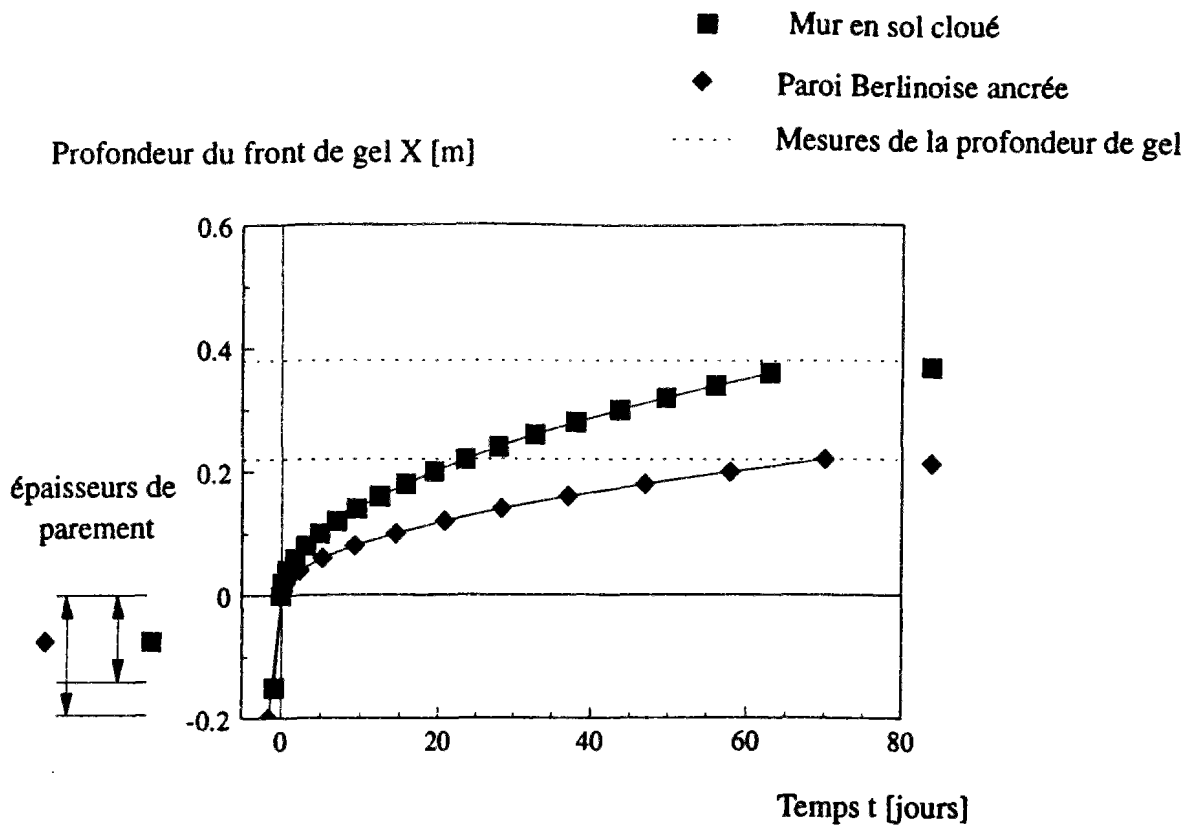 Mur en sol cloué
Paroi Berlinoise ancrée
Mesures de la profondeur de gel
Profondeur du front de gel X [m]
0.6
0.4
0.2
0
-0.2
épaisseurs de
parement
0 20 40 60 80
Temps t [jours]